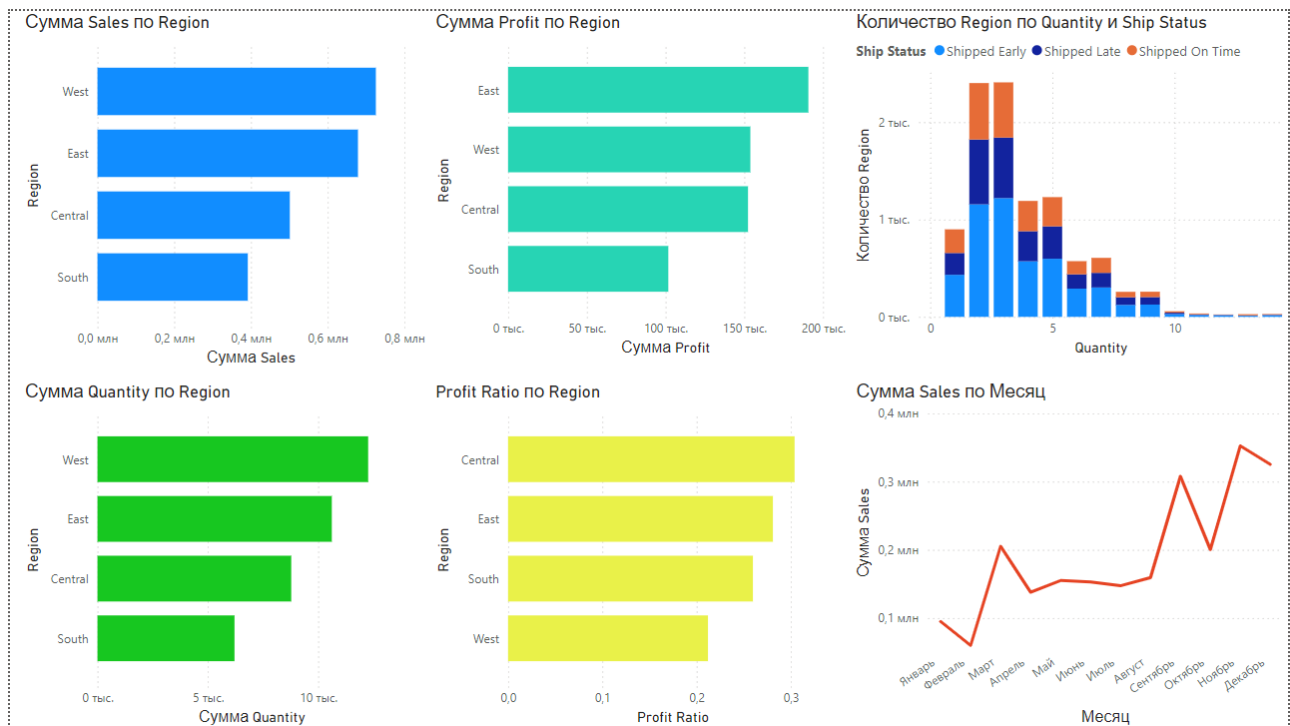 Сумма Sales по Region
Region
West
East
Central
South
0,0 млн 0,2 млн 0,4 млн 0,6 млн 0,8 млн
Сумма Sales
Сумма Profit по Region
Region
East
West
Central
South
0 тыс. 50 тыс. 100 тыс. 150 тыс. 200 тыс.
Сумма Profit
Количество Region по Quantity и Ship Status
Ship Status Shipped Early Shipped Late Shipped On Time
Количество Region
2 тыс.
1 тыс.
0 тыс.
0 5 10
Quantity
Сумма Quantity по Region
Region
West
East
Central
South
0 тыс. 5 тыс. 10 тыс.
Сумма Quantity
Profit Ratio по Region
Region
Central
East
South
West
0,0 0,1 0,2 0,3
Profit Ratio
Сумма Sales по Месяц
Сумма Sales
0,4 млн
0,3 млн
0,2 млн
0,1 млн
Январь Февраль Март Апрель Май Июнь Июль Август Сентябрь Октябрь Ноябрь Декабрь
Месяц